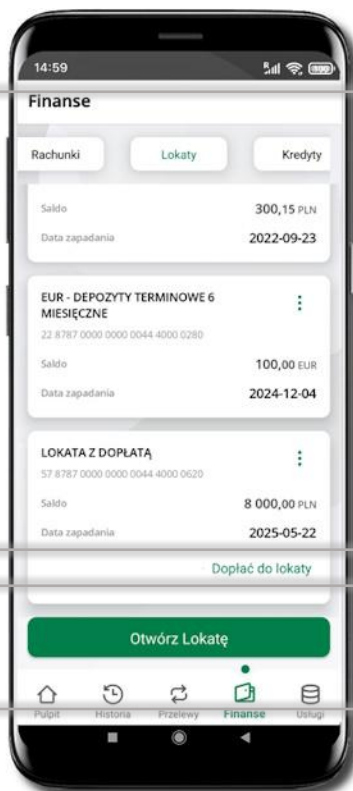 14:59
Finanse
Rachunki Lokaty Kredyty
Saldo 300,15 PLN
Data zapadania 2022-09-23
EUR - DEPOZYTY TERMINOWE 6
MIESIĘCZNE
22 8787 0000 0000 0044 4000 0280
Saldo 100,00 EUR
Data zapadania 2024-12-04
LOKATA Z DOPŁATĄ
57 8787 0000 0000 0044 4000 0620
Saldo 8 000,00 PLN
Data zapadania 2025-05-22
Dopłać do lokaty
Otwórz Lokatę
Pulpit Historia Przelewy Finanse Usługi